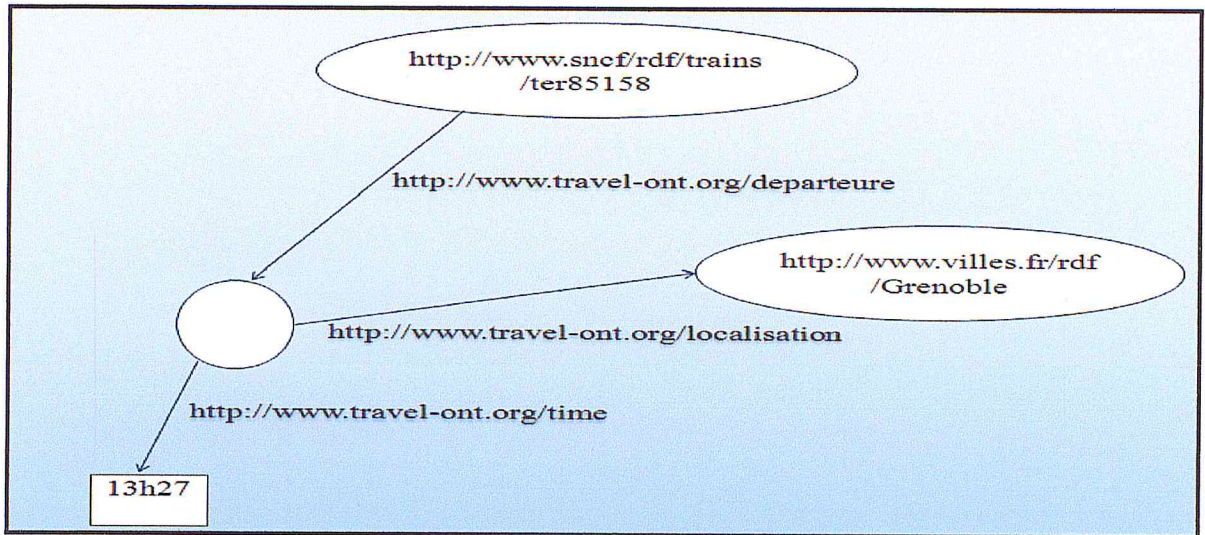 http://www.sncf/rdf/trains
/ter85158
http://www.travel-ont.org/departeure
http://www.villes.fr/rdf
/Grenoble
http://www.travel-ont.org/localisation
http://www.travel-ont.org/time
13h27